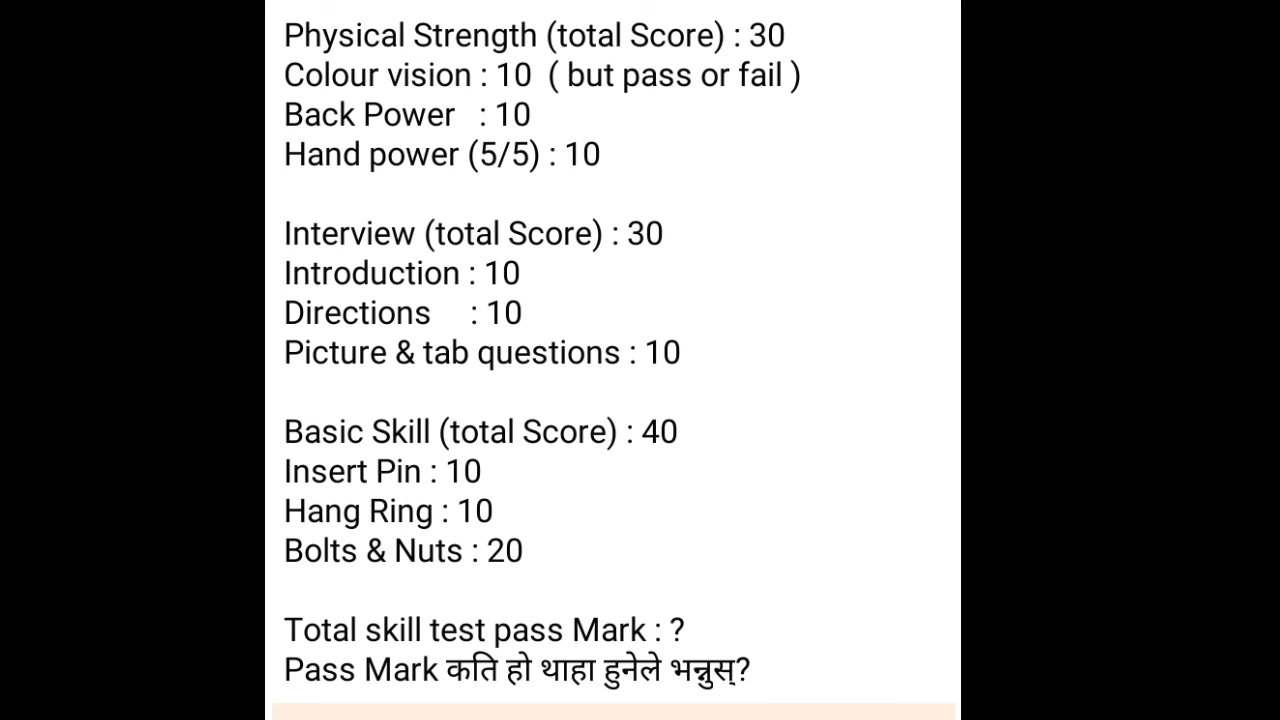 Physical Strength (total Score) : 30
Colour vision : 10 ( but pass or fail )
Back Power : 10
Hand power (5/5) : 10
Interview (total Score) : 30
Introduction : 10
Directions : 10
Picture & tab questions : 10
Basic Skill (total Score) : 40
Insert Pin : 10
Hang Ring : 10
Bolts & Nuts : 20
Total skill test pass Mark : ?
Pass Mark कति हो थाहा हुनेले भन्नुस्?